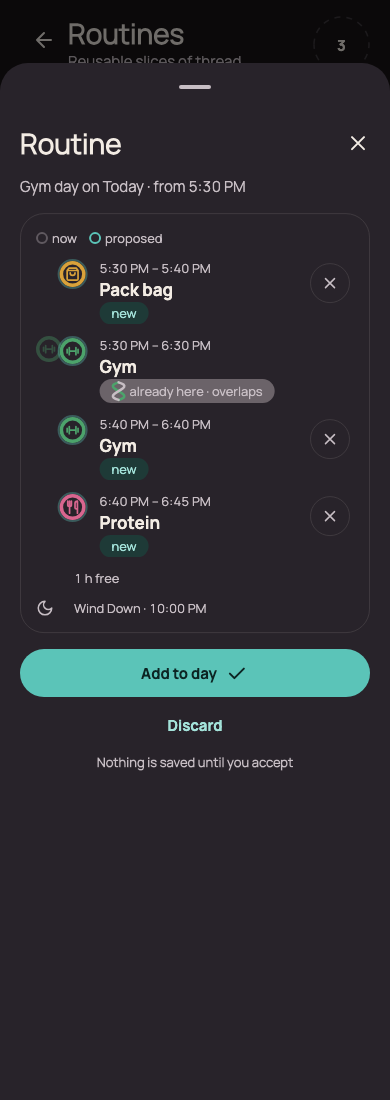 Routines
Reusable slices of trend
3
Routine
Gym day on Today · from 5:30 PM
now proposed
5:30 PM – 5:40 PM
Pack bag
new
5:30 PM – 6:30 PM
Gym
already here · overlaps
5:40 PM – 6:40 PM
Gym
new
6:40 PM – 6:45 PM
Protein
new
1 h free
Wind Down · 10:00 PM
Add to day
Discard
Nothing is saved until you accept